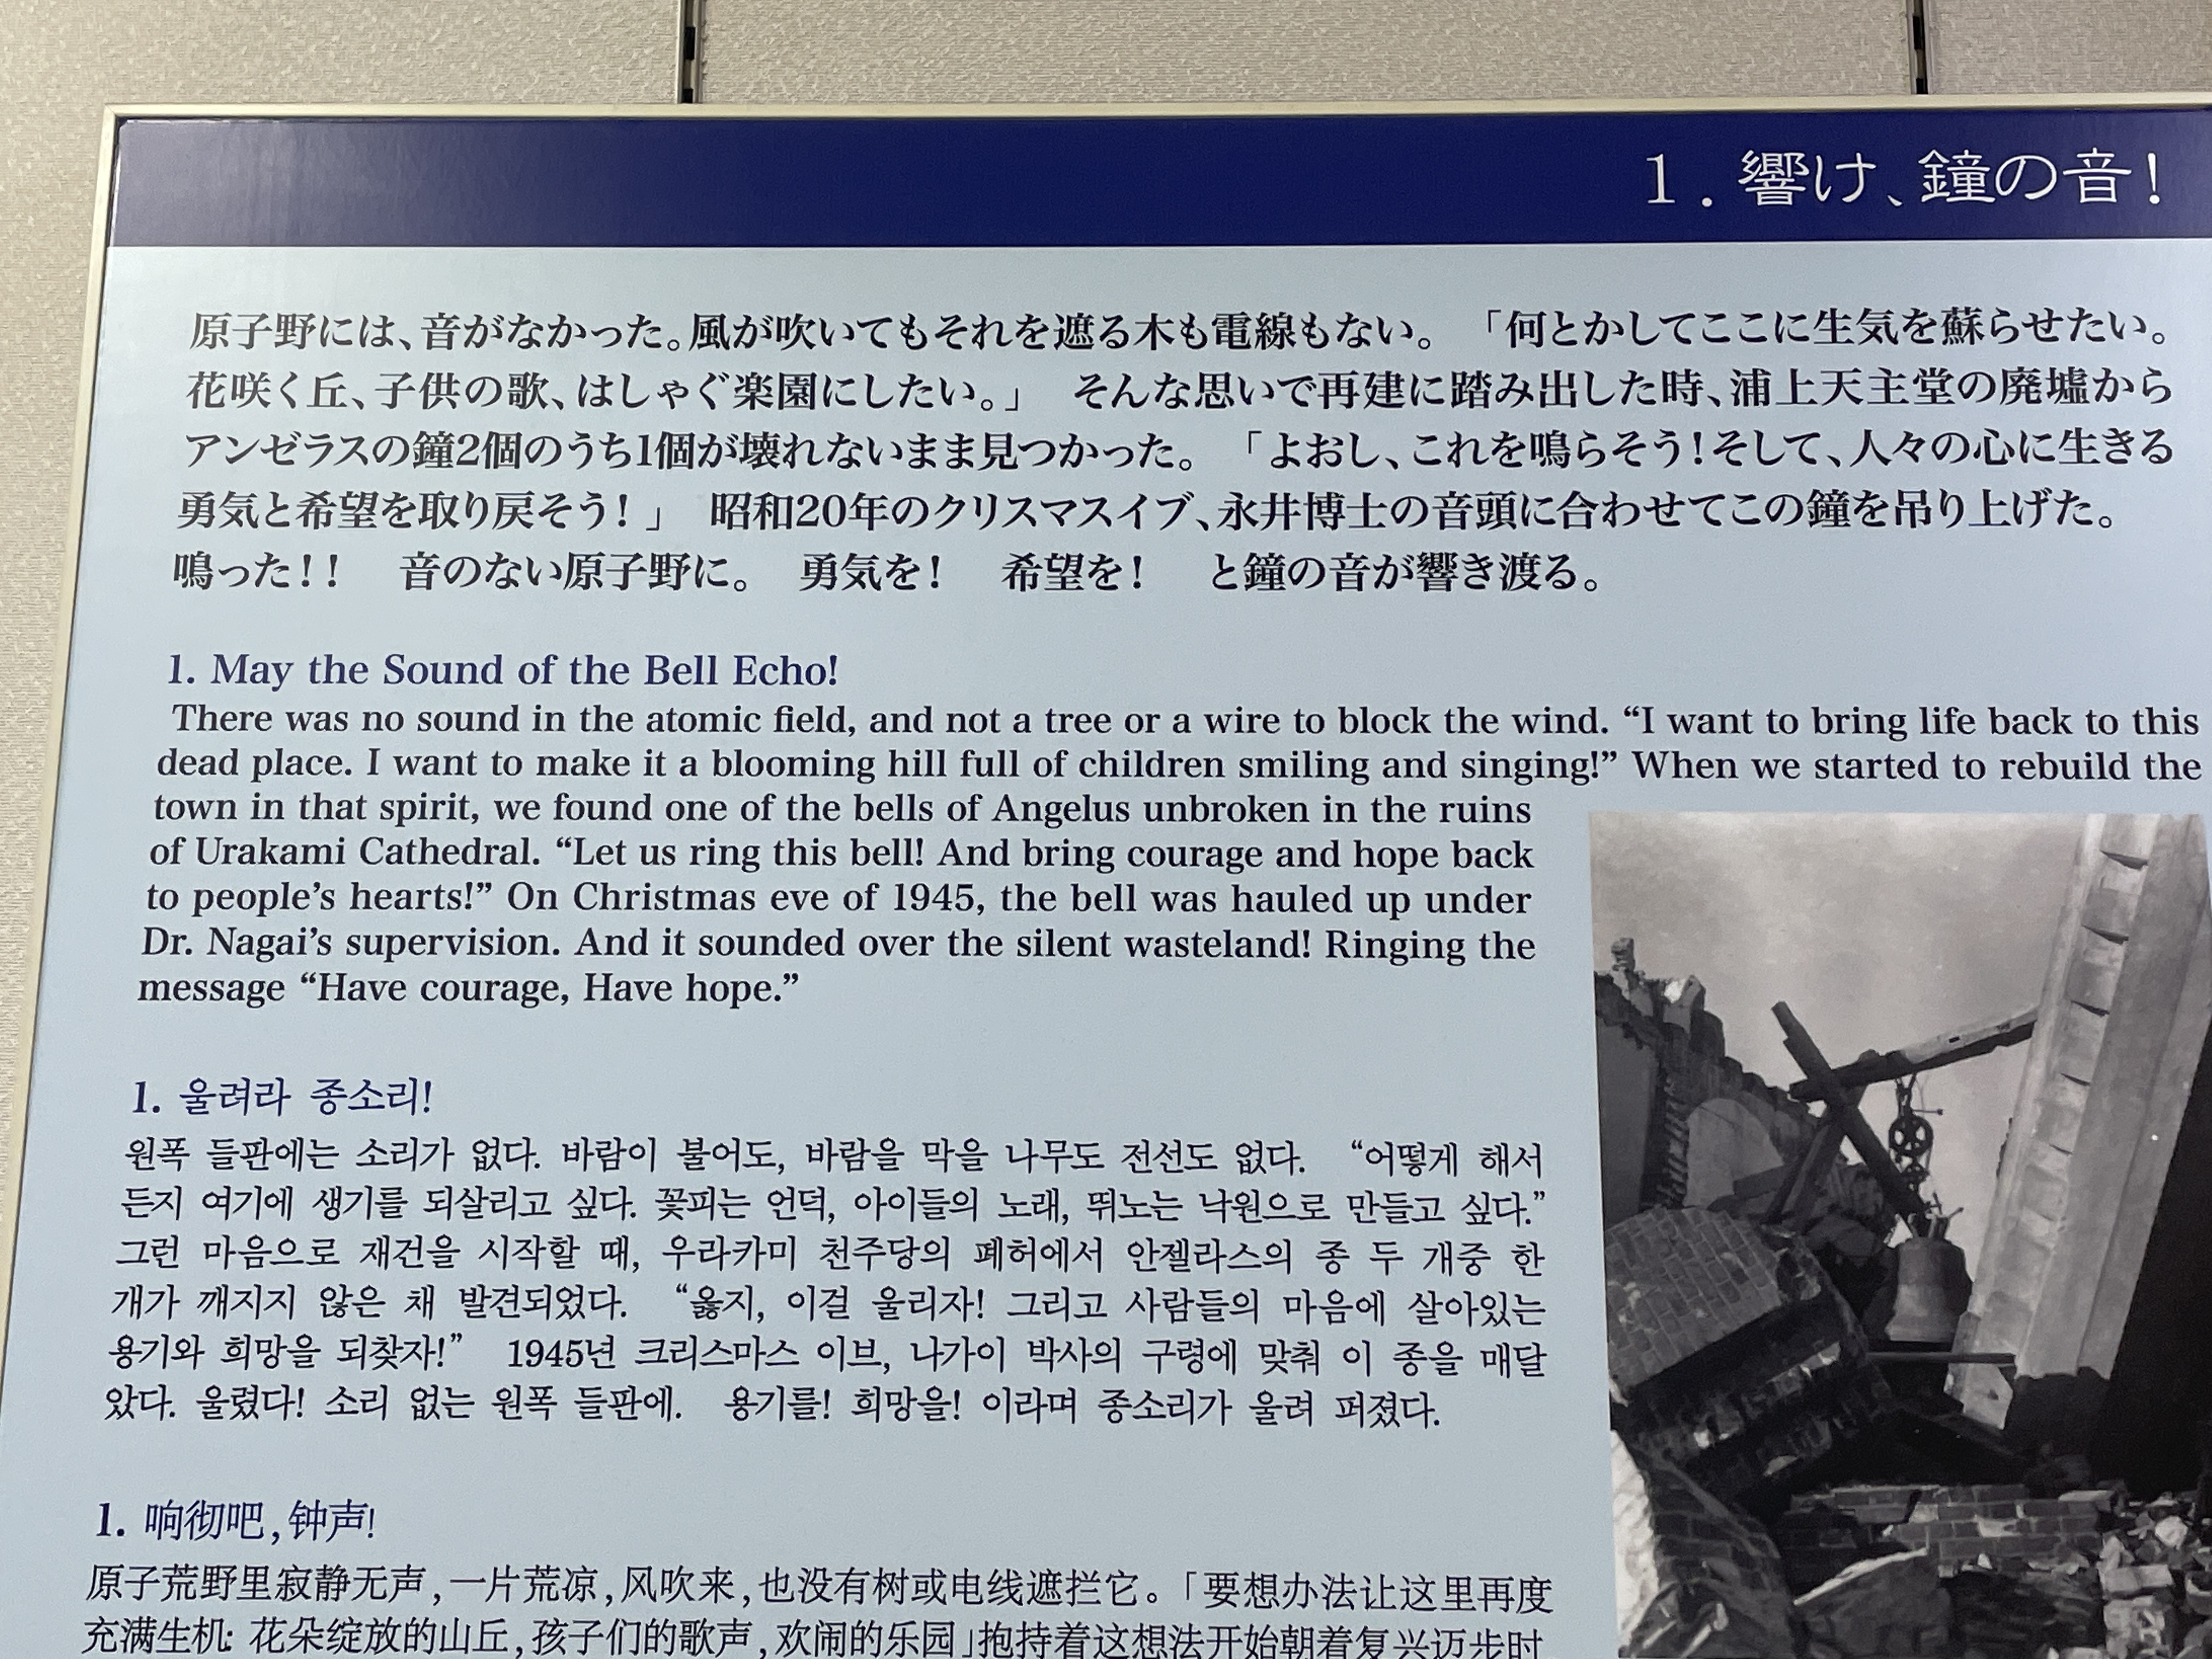 1．響け、鐘の音！
原子野には、音がなかった。風が吹いてもそれを遮る木も電線もない。「何とかしてここに生気を蘇らせたい。
花咲く丘、子供の歌、はしゃぐ楽園にしたい。」　そんな思いで再建に踏み出した時、浦上天主堂の廃墟から
アンゼラスの鐘2個のうち1個が壊れないまま見つかった。「よおし、これを鳴らそう！そして、人々の心に生きる
勇気と希望を取り戻そう！」　昭和20年のクリスマスイブ、永井博士の音頭に合わせてこの鐘を吊り上げた。
鳴った！！　音のない原子野に。　勇気を！　希望を！　と鐘の音が響き渡る。
1. May the Sound of the Bell Echo!
There was no sound in the atomic field, and not a tree or a wire to block the wind. “I want to bring life back to this
dead place. I want to make it a blooming hill full of children smiling and singing!” When we started to rebuild the
town in that spirit, we found one of the bells of Angelus unbroken in the ruins
of Urakami Cathedral. “Let us ring this bell! And bring courage and hope back
to people’s hearts!” On Christmas eve of 1945, the bell was hauled up under
Dr. Nagai’s supervision. And it sounded over the silent wasteland! Ringing the
message “Have courage, Have hope.”
1. 울려라 종소리!
원폭 들판에는 소리가 없다. 바람이 불어도, 바람을 막을 나무도 전선도 없다. “어떻게 해서
든지 여기에 생기를 되살리고 싶다. 꽃피는 언덕, 아이들의 노래, 뛰노는 낙원으로 만들고 싶다.”
그런 마음으로 재건을 시작할 때, 우라카미 천주당의 폐허에서 안젤라스의 종 두 개중 한
개가 깨지지 않은 채 발견되었다. “옳지, 이걸 울리자! 그리고 사람들의 마음에 살아있는
용기와 희망을 되찾자!” 1945년 크리스마스 이브, 나가이 박사의 구령에 맞춰 이 종을 매달
았다. 울렸다! 소리 없는 원폭 들판에. 용기를! 희망을! 이라며 종소리가 울려 퍼졌다.
1. 响彻吧,钟声!
原子荒野里寂静无声,一片荒凉,风吹来,也没有树或电线遮拦它。「要想办法让这里再度
充满生机: 花朵绽放的山丘,孩子们的歌声,欢闹的乐园」抱持着这想法开始朝着复兴迈步时